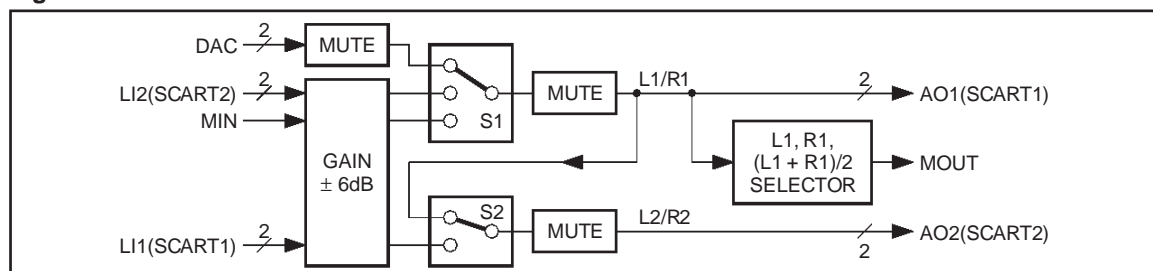 DAC
2
MUTE
LI2(SCART2)
2
MIN
GAIN
± 6dB
LI1(SCART1)
2
S1
MUTE
L1/R1
2
AO1(SCART1)
L1, R1,
(L1 + R1)/2
SELECTOR
MOUT
S2
MUTE
L2/R2
2
AO2(SCART2)